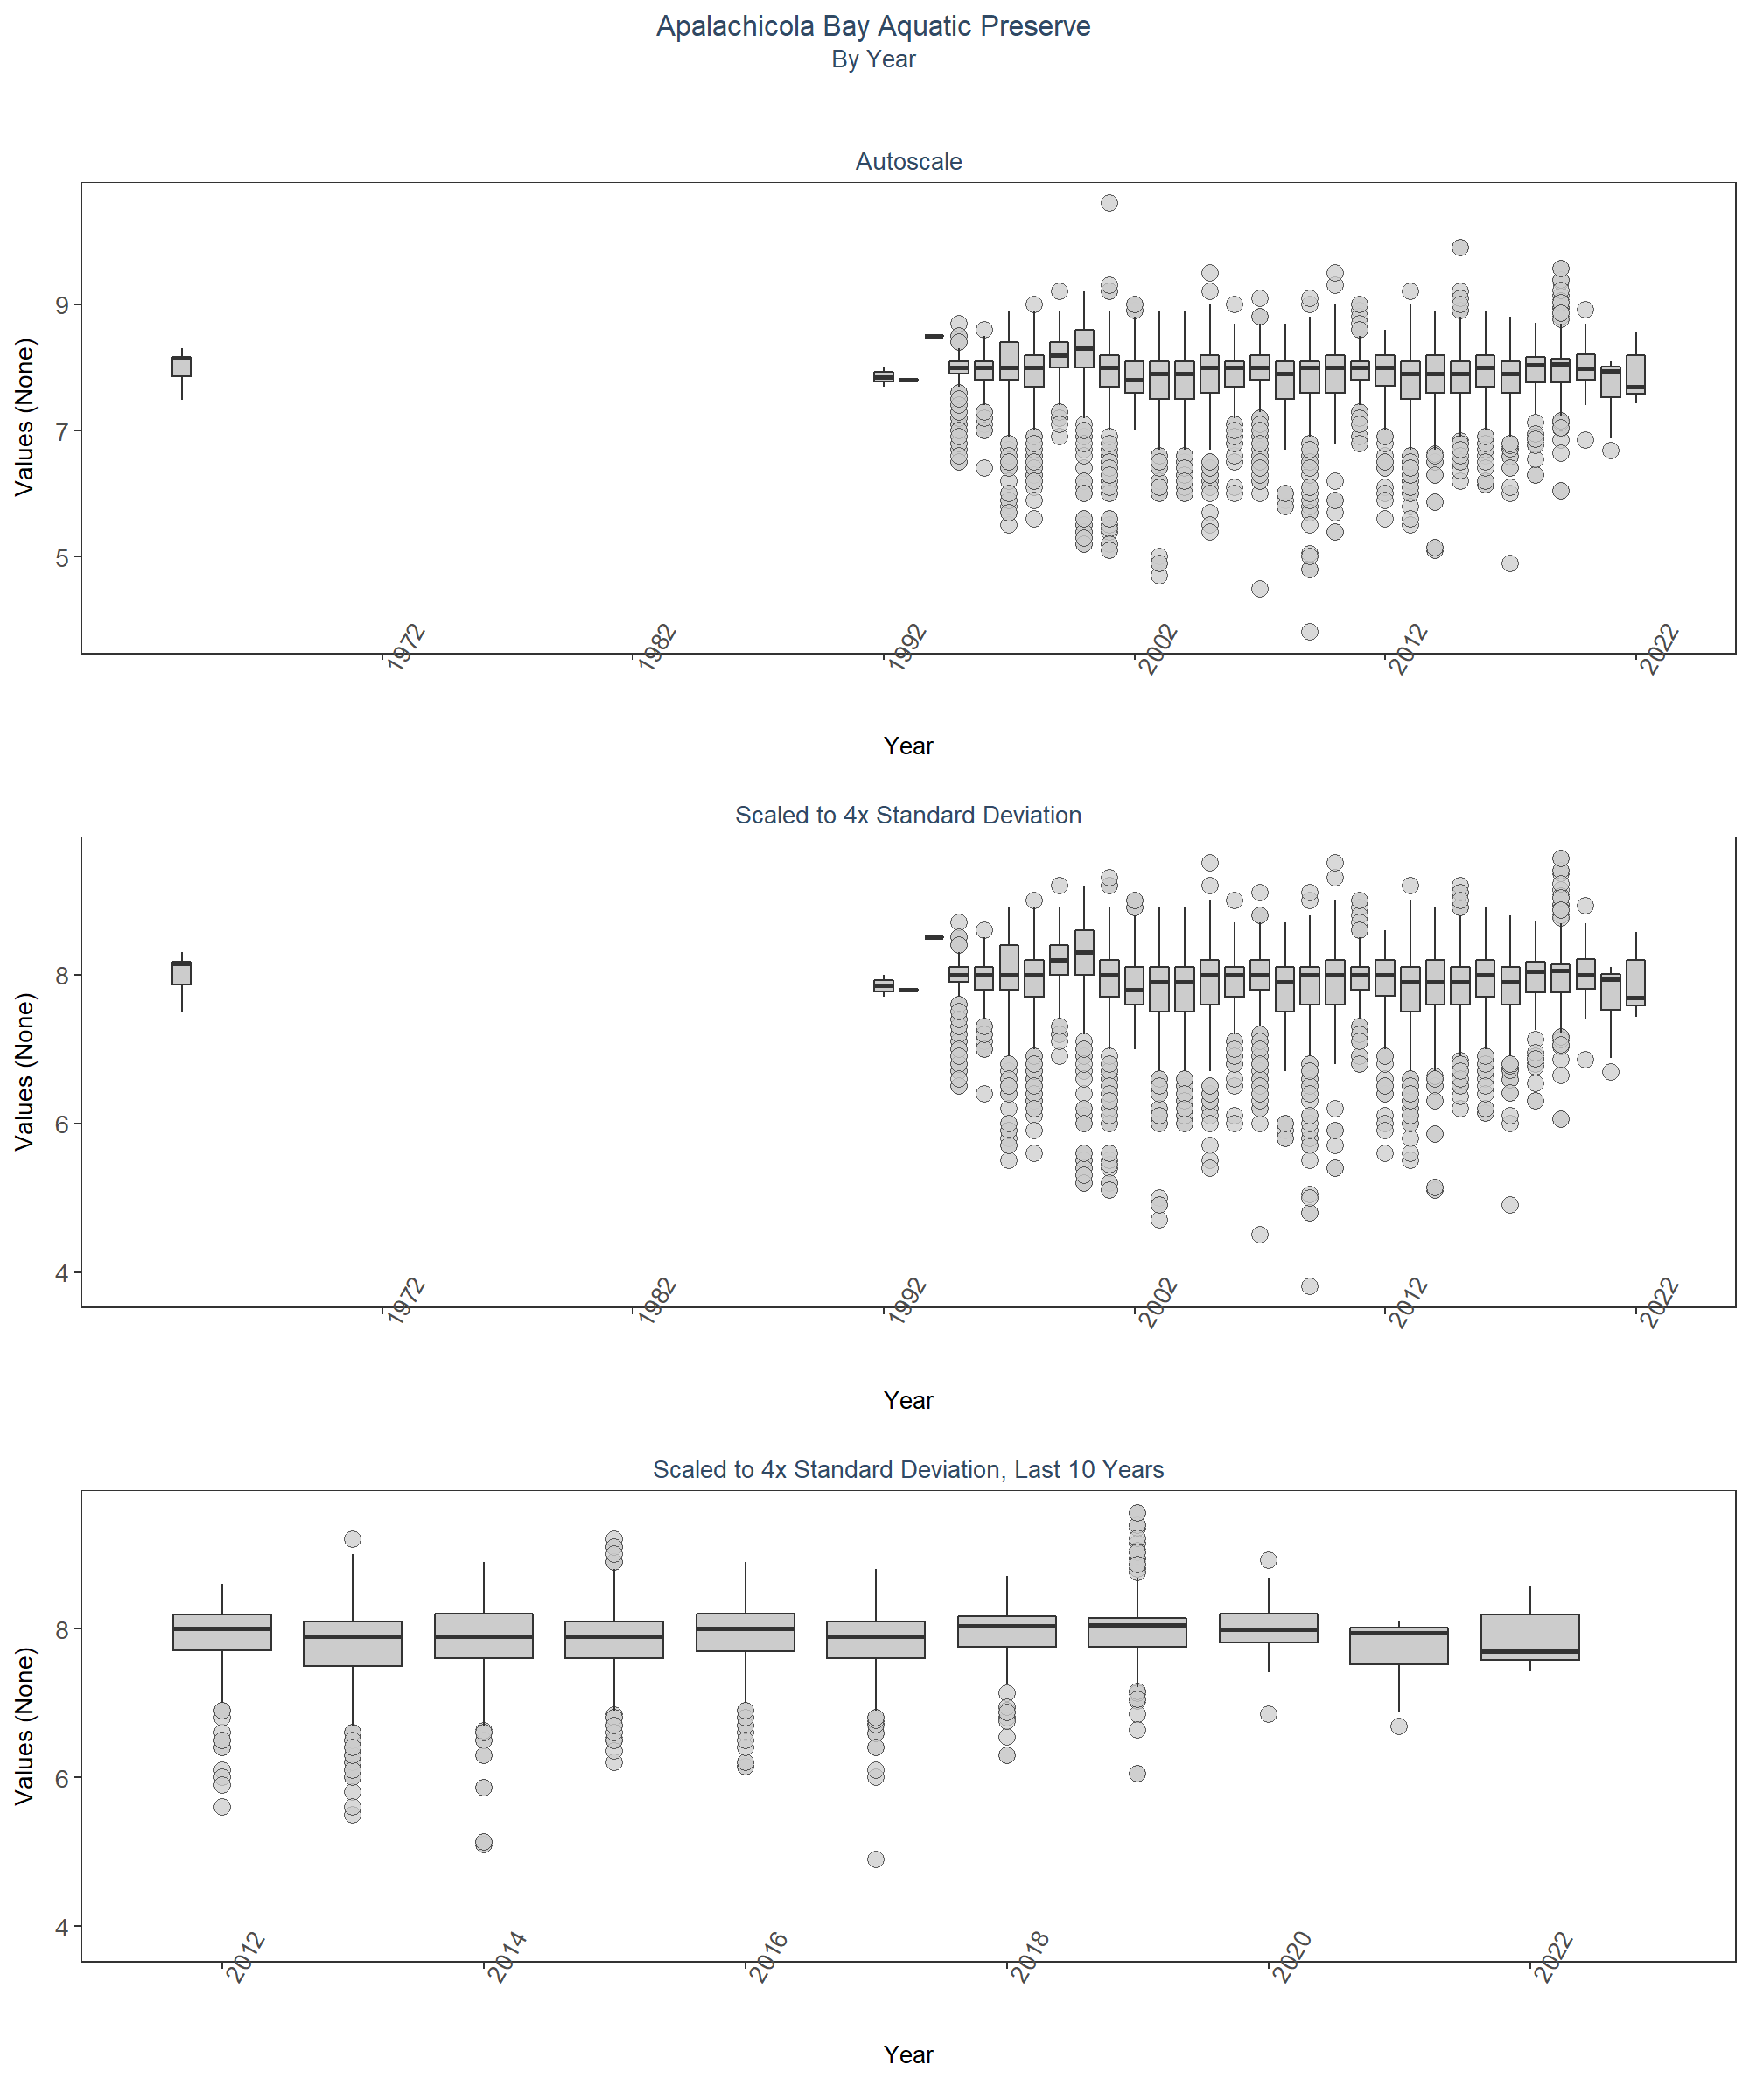 Apalachicola Bay Aquatic Preserve
By Year
Autoscale
Values (None)
9
7
5
1972 1982 1992 2002 2012 2022
Year
Scaled to 4x Standard Deviation
Values (None)
8
6
4
1972 1982 1992 2002 2012 2022
Year
Scaled to 4x Standard Deviation, Last 10 Years
Values (None)
8
6
4
2012 2014 2016 2018 2020 2022
Year